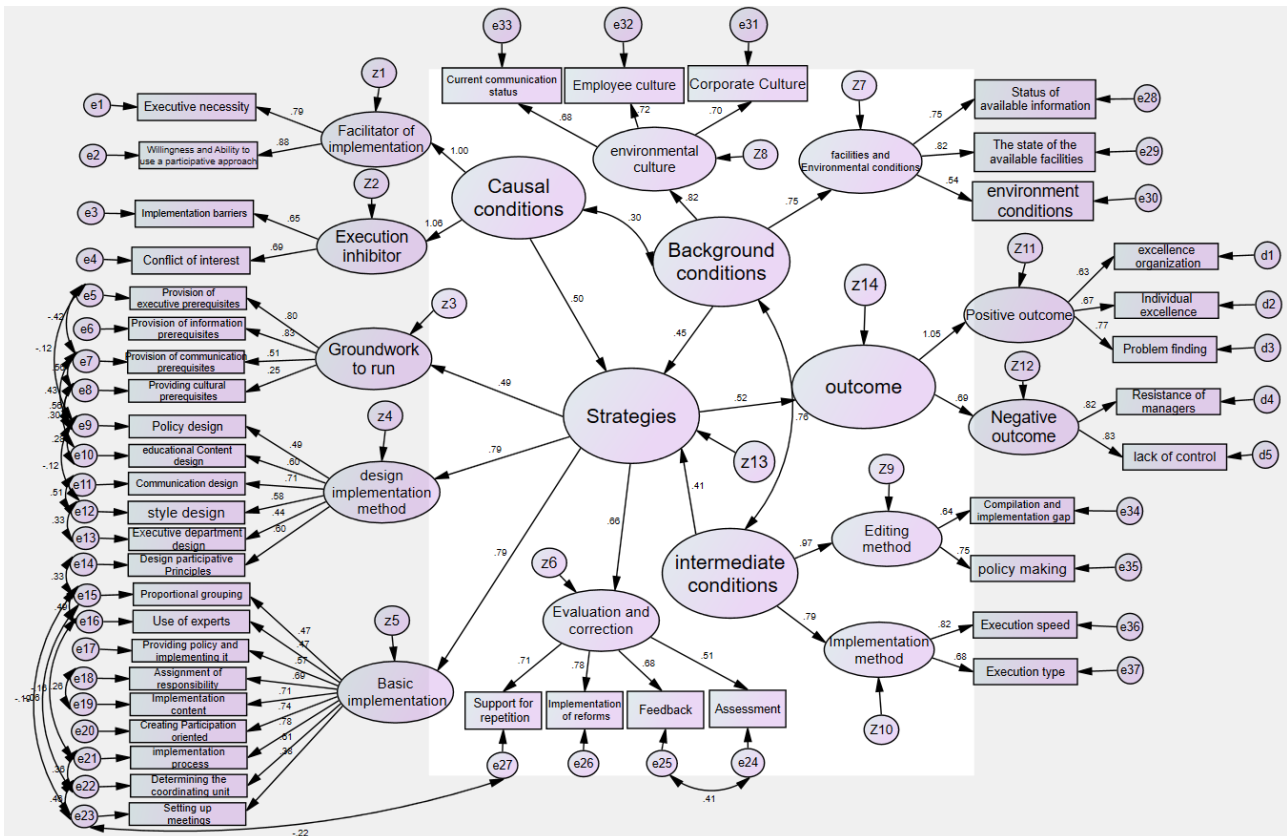 e33
e32
e31
Current communication
status
Employee culture
Corporate Culture
.68
.72
.70
environmental
culture
Z8
z1
e1
Executive necessity
.79
e2
Willingness and Ability to
use a participative approach
.88
Facilitator of
implementation
1.00
Z2
e3
Implementation barriers
.65
e4
Conflict of interest
.69
Execution
inhibitor
1.06
Causal
conditions
.30
.82
.75
Background
conditions
Z7
facilities and
Environmental conditions
.75
Status of
available information
e28
.82
The state of the
available facilities
e29
.54
environment
conditions
e30
.50
.45
z14
Z11
1.05
Positive outcome
.63
excellence
organization
d1
.67
Individual
excellence
d2
.77
Problem finding
d3
outcome
Z12
.69
Negative
outcome
.82
Resistance of
managers
d4
.83
lack of control
d5
Strategies
.52
z13
.76
.41
z3
.49
Groundwork
to run
e5
Provision of
executive prerequisites
.80
e6
Provision of information
prerequisites
.83
e7
Provision of communication
prerequisites
.51
e8
Providing cultural
prerequisites
.25
-.42
-.12
.43
.30
.28
-.12
.51
.33
z4
.79
design
implementation
method
e9
Policy design
.49
e10
educational Content
design
.60
e11
Communication design
.71
e12
style design
.58
e13
Executive department
design
.44
e14
Design participative
Principles
.60
.33
z5
.79
Basic
implementation
e15
Proportional grouping
.47
e16
Use of experts
.47
e17
Providing policy and
implementing it
.57
e18
Assignment of
responsibility
.69
e19
Implementation
content
.71
e20
Creating Participation
oriented
.74
e21
implementation
process
.78
e22
Determining the
coordinating unit
.61
e23
Setting up
meetings
.38
.26
-.22
z6
.66
Evaluation and
correction
.71
.78
.68
.51
Support for
repetition
Implementation
of reforms
Feedback
Assessment
e27
e26
e25
e24
.41
intermediate
conditions
Z9
.97
Editing
method
.64
Compilation and
implementation gap
e34
.75
policy making
e35
.79
Implementation
method
.82
Execution speed
e36
.68
Execution type
e37
Z10